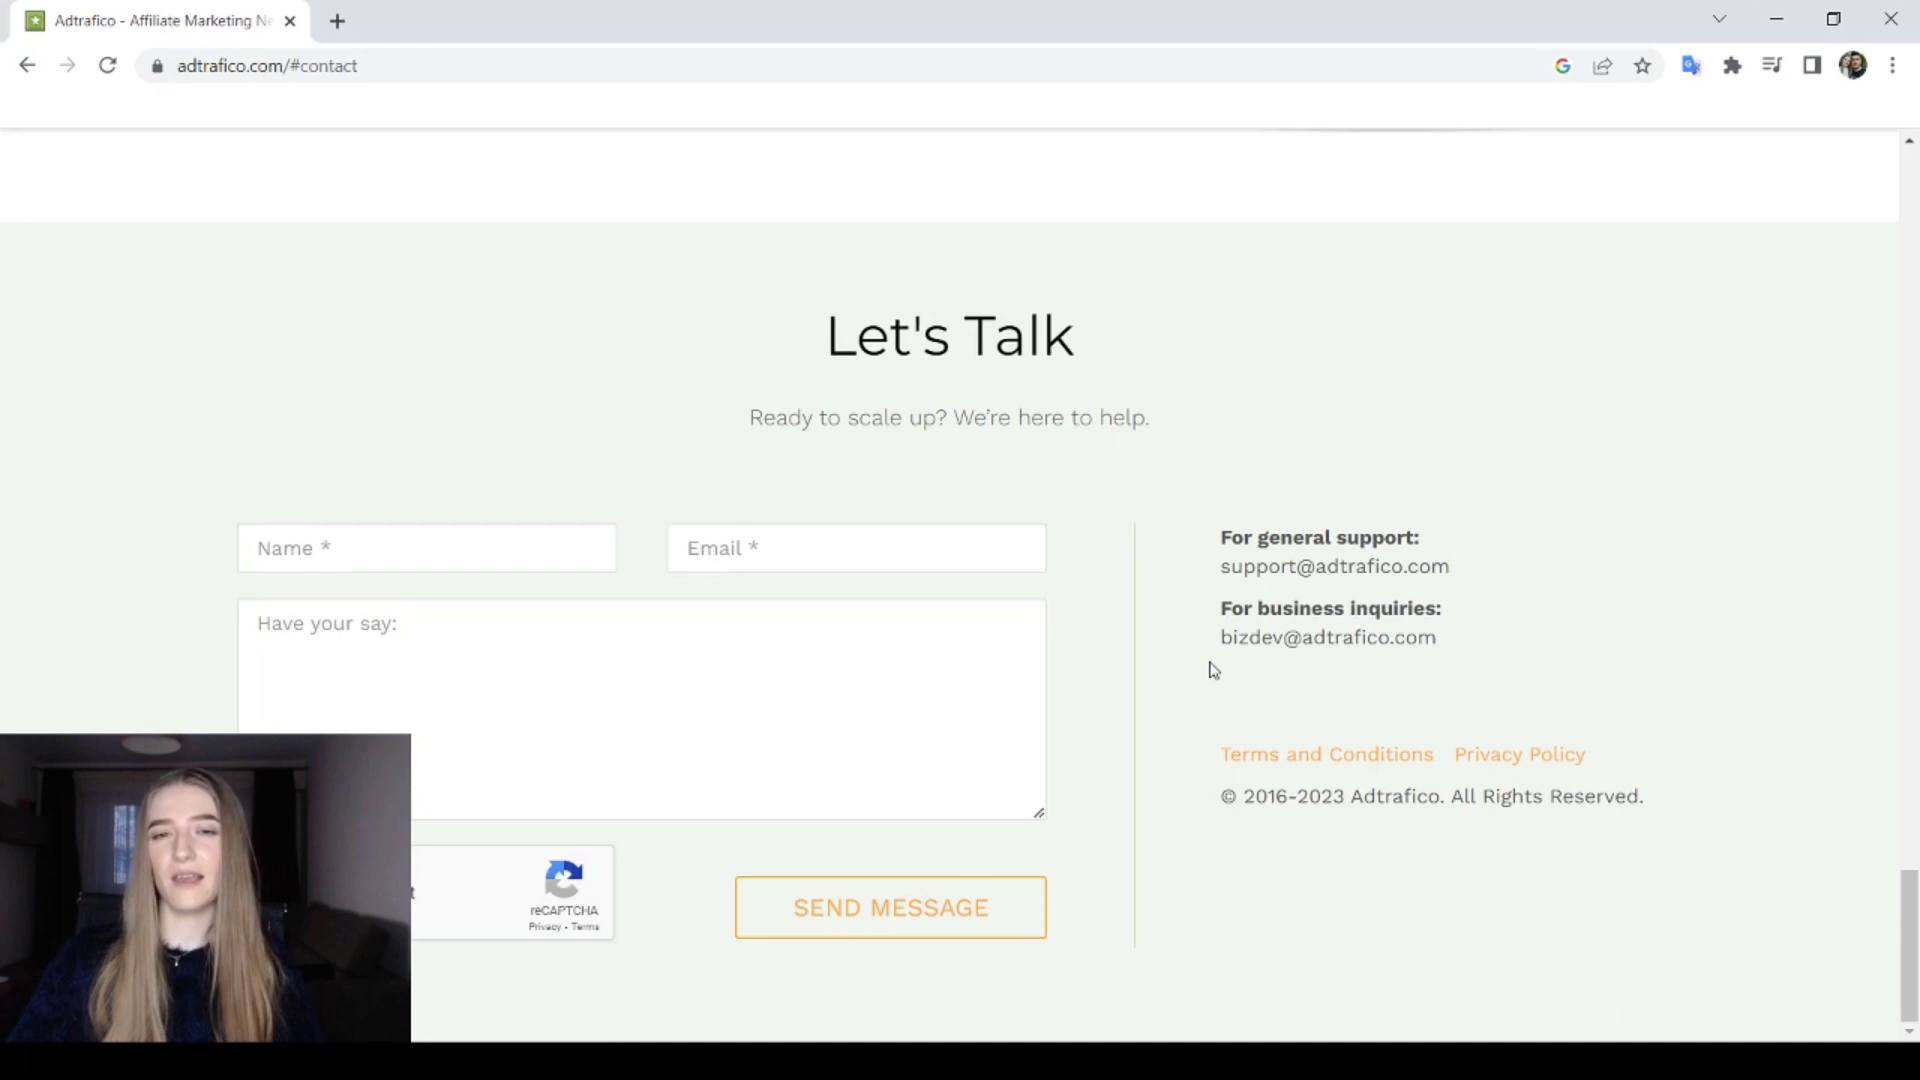 Adtrafico - Affiliate Marketing Ne
adtrafico.com/#contact
Let's Talk
Ready to scale up? We're here to help.
Name *
Email *
Have your say:
For general support:
support@adtrafico.com
For business inquiries:
bizdev@adtrafico.com
Terms and Conditions Privacy Policy
© 2016-2023 Adtrafico. All Rights Reserved.
reCAPTCHA
Privacy - Terms
SEND MESSAGE